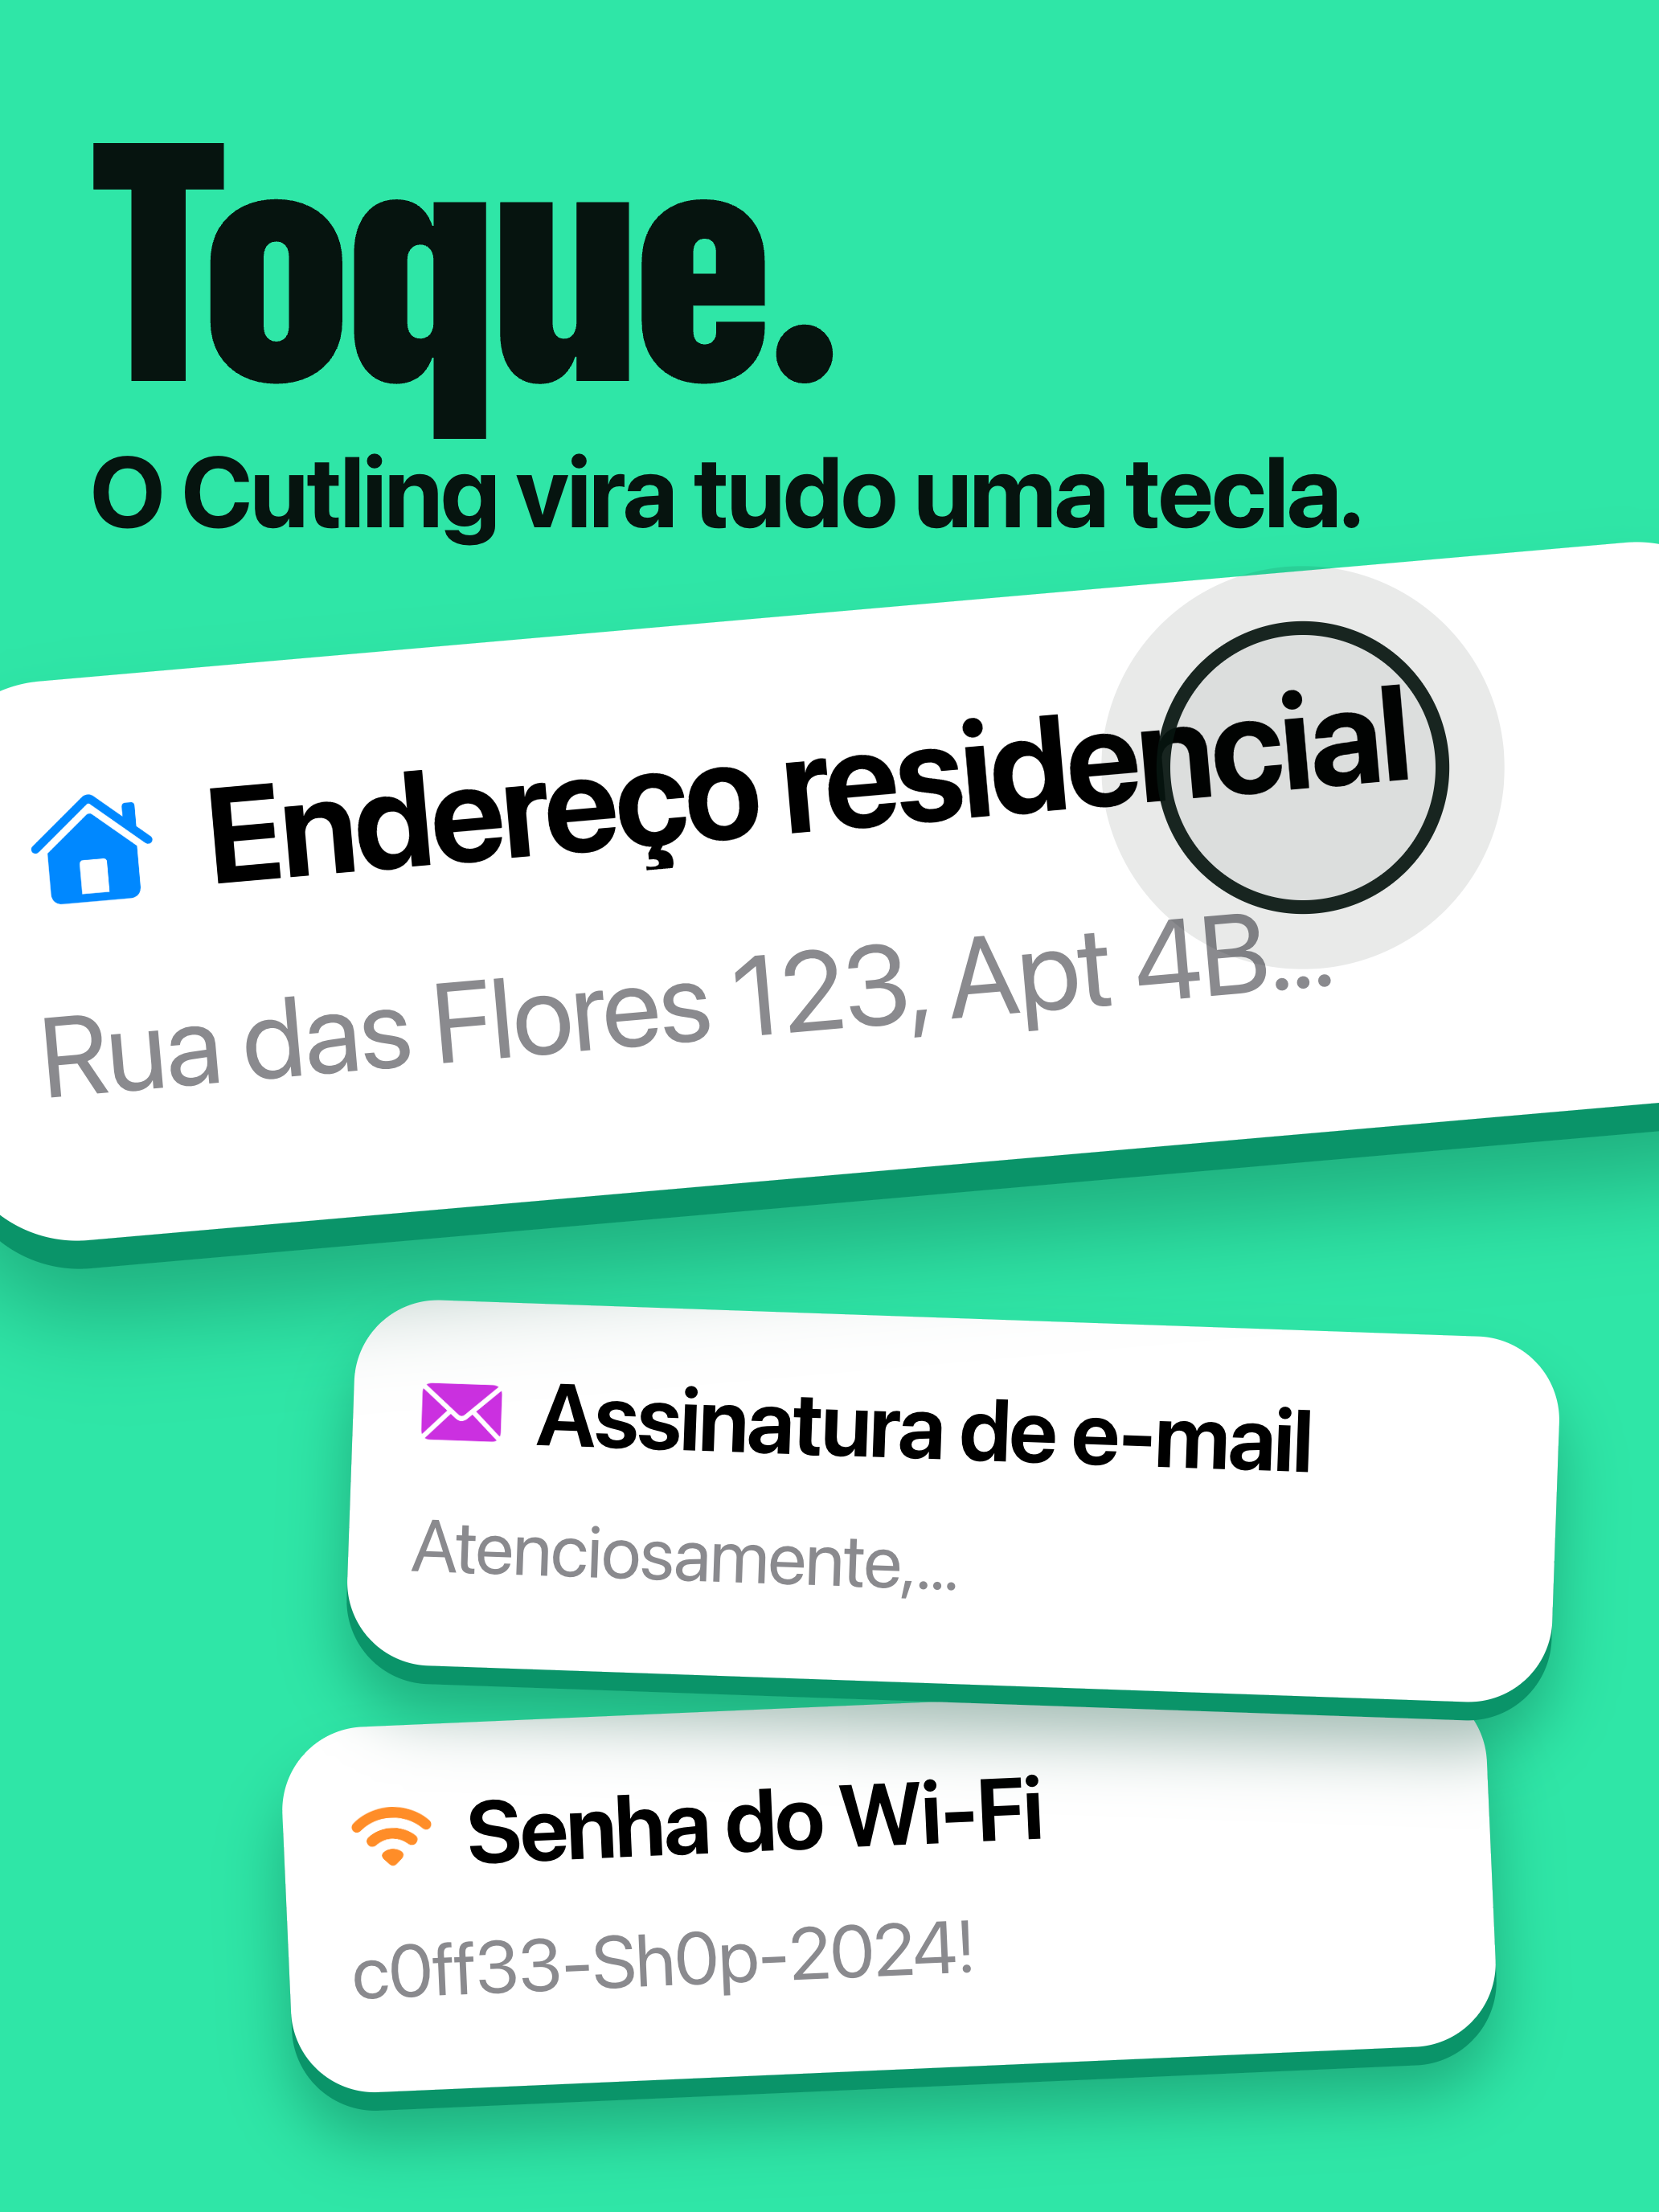 Toque.
O Cutling vira tudo uma tecla.
Endereço residencial
Rua das Flores 123, Apt 4B...
Assinatura de e-mail
Atenciosamente,...
Senha do Wi-Fi
c0ff33-Sh0p-2024!